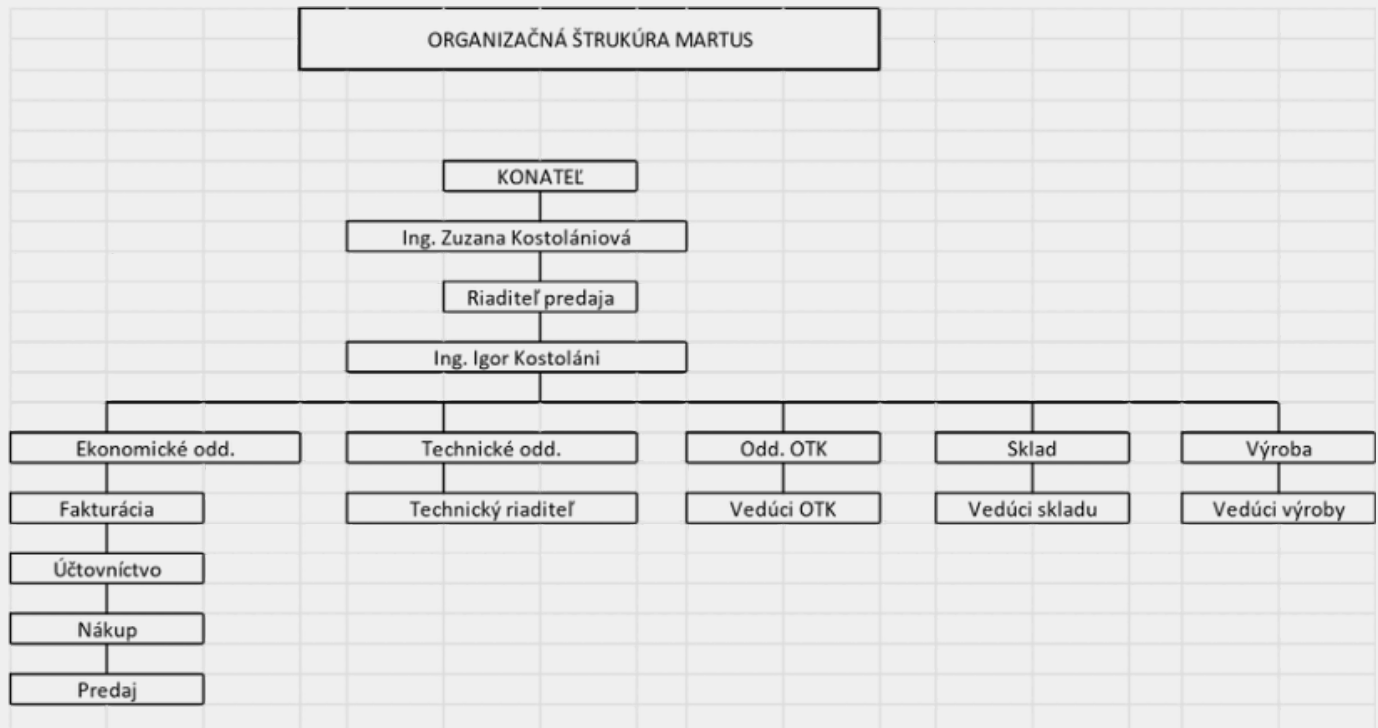 ORGANIZAČNÁ ŠTRUKÚRA MARTUS
KONATEĽ
Ing. Zuzana Kostolániová
Riaditeľ predaja
Ing. Igor Kostoláni
Ekonomické odd.
Technické odd.
Odd. OTK
Sklad
Výroba
Fakturácia
Technický riaditeľ
Vedúci OTK
Vedúci skladu
Vedúci výroby
Účtovníctvo
Nákup
Predaj